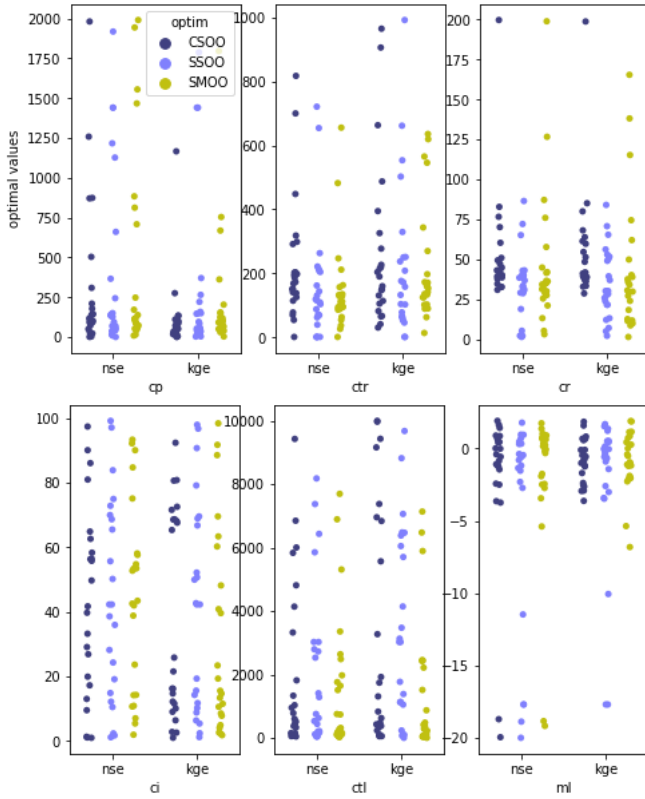 optimal values
2000
1750
1500
1250
1000
750
500
250
0
nse kge
cp
optim
CSOO
SSOO
SMOO
1000
800
600
400
200
0
nse kge
ctr
200
175
150
125
100
75
50
25
0
nse kge
cr
100
80
60
40
20
0
nse kge
ci
10000
8000
6000
4000
2000
0
nse kge
ctl
0
−5
−10
−15
−20
nse kge
ml